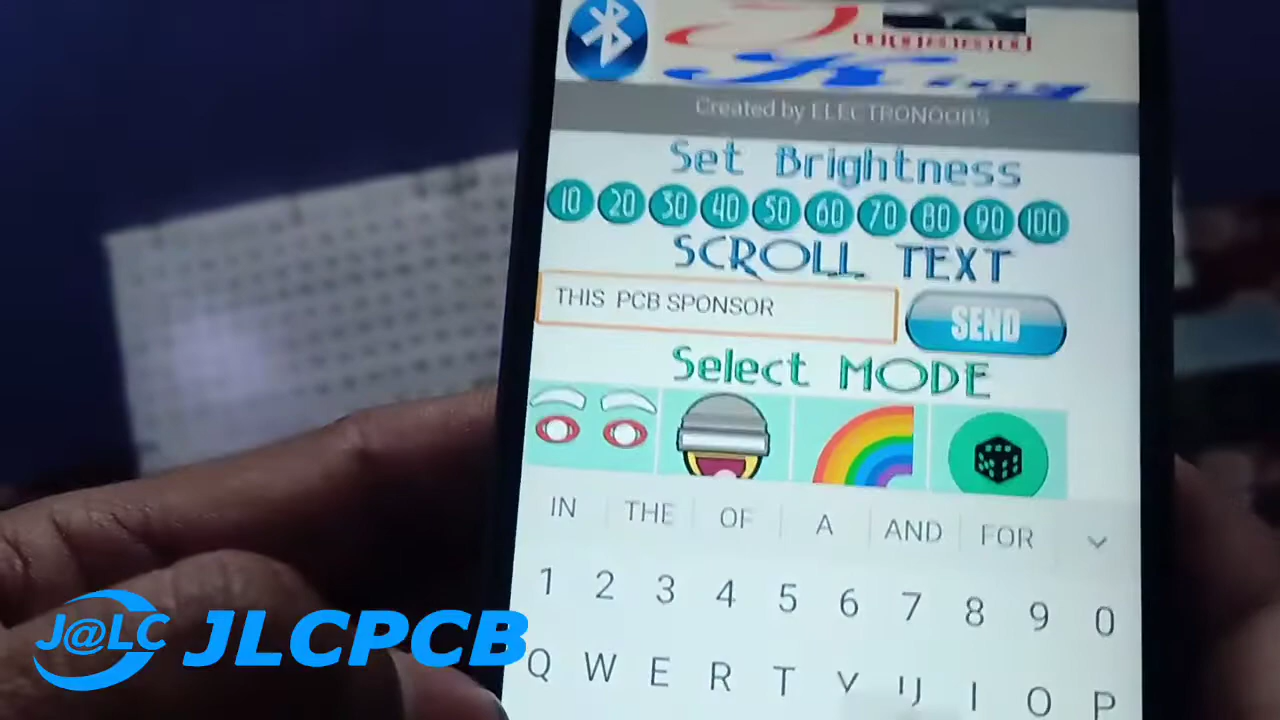 Created by ELECTRONOOBS
Set Brightness
10 20 30 40 50 60 70 80 90 100
SCROLL TEXT
THIS PCB SPONSOR
SEND
Select MODE
IN THE OF A AND FOR
1 2 3 4 5 6 7 8 9 0
Q W E R T Y U I O P
J@LC JLCPCB